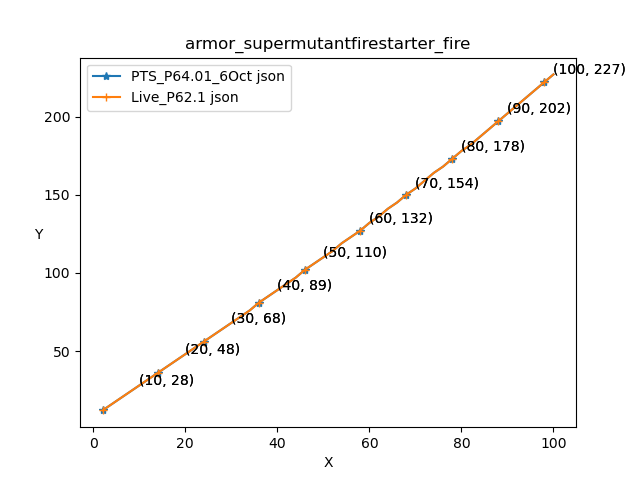 armor_supermutantfirestarter_fire
PTS_P64.01_6Oct json
Live_P62.1 json
(100, 227)
(90, 202)
(80, 178)
(70, 154)
(60, 132)
(50, 110)
(40, 89)
(30, 68)
(20, 48)
(10, 28)
200
150
100
50
Y
0 20 40 60 80 100
X